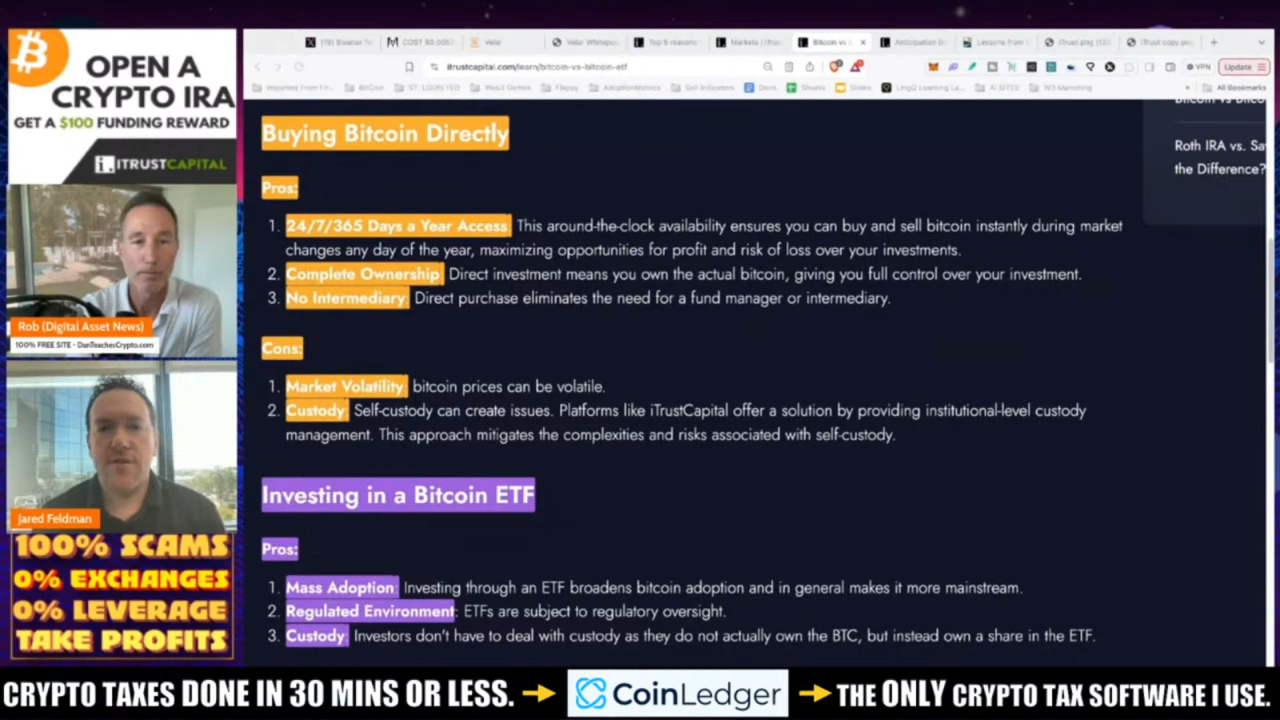 OPEN A
CRYPTO IRA
GET A $100 FUNDING REWARD
iTRUSTCAPITAL
Rob (Digital Asset News)
100% FREE SITE - DanTeachesCrypto.com
Jared Feldman
100% SCAMS
0% EXCHANGES
0% LEVERAGE
TAKE PROFITS
itrustcapital.com/learn/bitcoin-vs-bitcoin-etf
VPN
Update
All Bookmarks
Roth IRA vs. Sa
the Difference?
Buying Bitcoin Directly
Pros:
1. 24/7/365 Days a Year Access This around-the-clock availability ensures you can buy and sell bitcoin instantly during market
changes any day of the year, maximizing opportunities for profit and risk of loss over your investments.
2. Complete Ownership Direct investment means you own the actual bitcoin, giving you full control over your investment.
3. No Intermediary Direct purchase eliminates the need for a fund manager or intermediary.
Cons:
1. Market Volatility bitcoin prices can be volatile.
2. Custody Self-custody can create issues. Platforms like iTrustCapital offer a solution by providing institutional-level custody
management. This approach mitigates the complexities and risks associated with self-custody.
Investing in a Bitcoin ETF
Pros:
1. Mass Adoption: Investing through an ETF broadens bitcoin adoption and in general makes it more mainstream.
2. Regulated Environment: ETFs are subject to regulatory oversight.
3. Custody Investors don't have to deal with custody as they do not actually own the BTC, but instead own a share in the ETF.
CRYPTO TAXES DONE IN 30 MINS OR LESS. CoinLedger THE ONLY CRYPTO TAX SOFTWARE I USE.